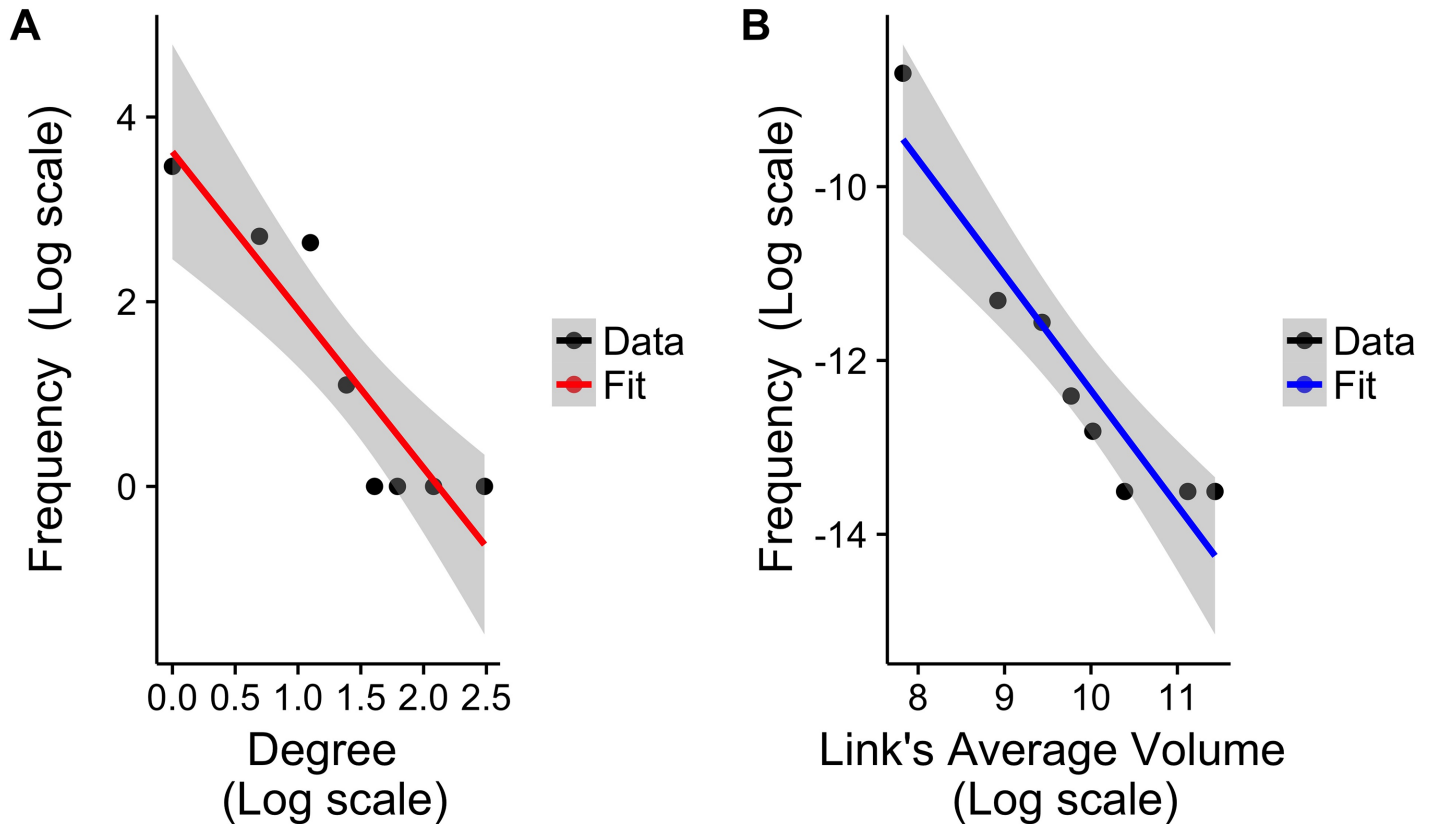 A
Frequency (Log scale)
4
2
0
0.0 0.5 1.0 1.5 2.0 2.5
Degree
(Log scale)
Data
Fit
B
Frequency (Log scale)
-10
-12
-14
8 9 10 11
Link's Average Volume
(Log scale)
Data
Fit